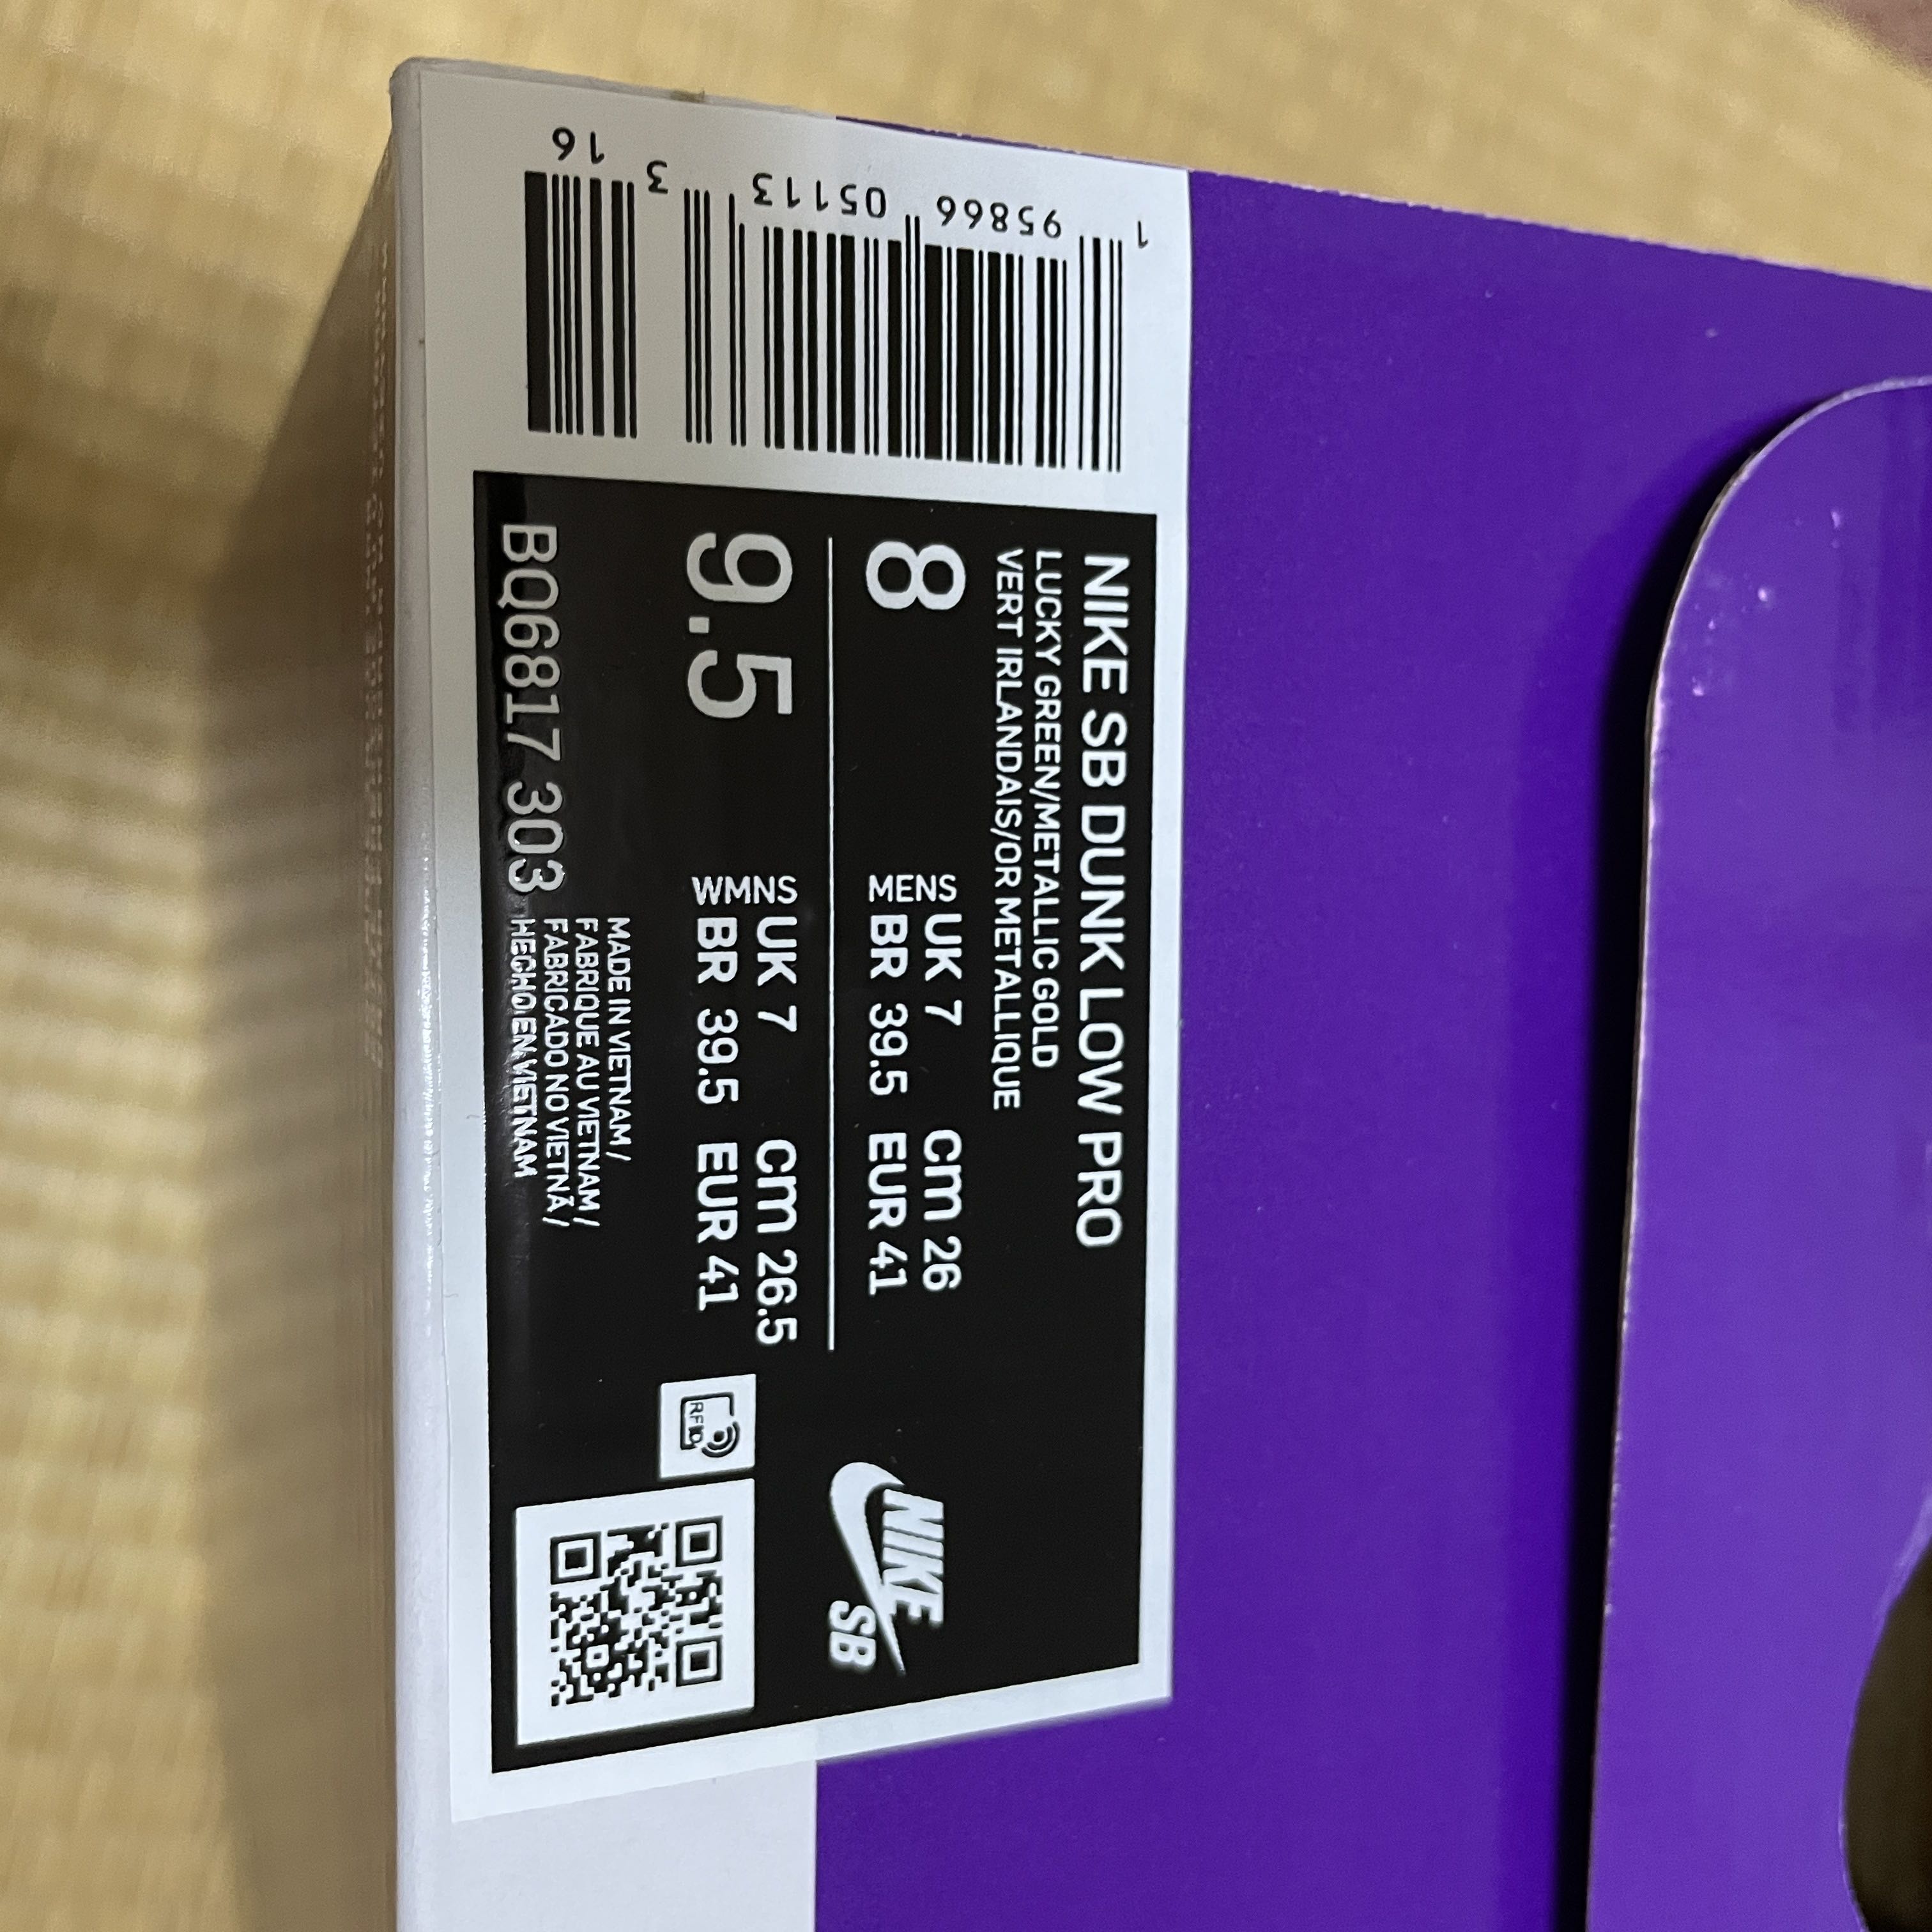 NIKE SB DUNK LOW PRO
LUCKY GREEN/METALLIC GOLD
VERT IRLANDAIS/OR METALLIQUE
8 MENS UK 7 Cm 26
BR 39.5 EUR 41
9.5 WMNS UK 7 Cm 26.5
BR 39.5 EUR 41
BQ6817 303
MADE IN VIETNAM /
FABRIQUE AU VIETNAM /
FABRICADO NO VIETNÃ /
HECHO EN VIETNAM
RFID
NIKE
SB
1 95866 05113 3 16